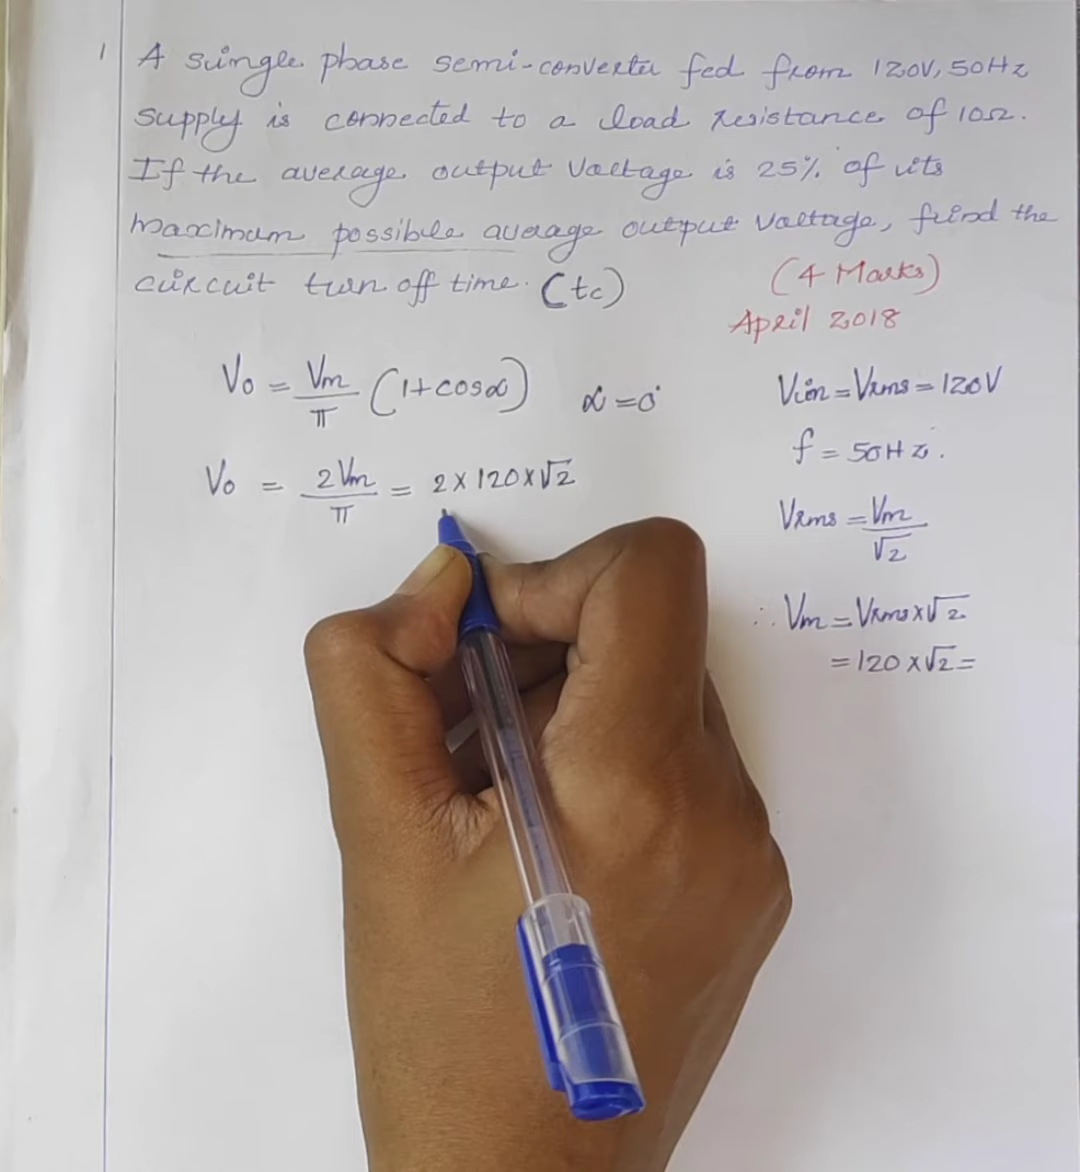 1 A single phase semi-converter fed from 120V, 50Hz
supply is connected to a load resistance of 10Ω.
If the average output voltage is 25% of its
maximum possible average output voltage, find the
circuit turn off time. (tc)
(4 Marks)
April 2018
Vo = Vm/π (1+cosα) α = 0°
Vo = 2Vm/π = 2 × 120 × √2
Vin = Vrms = 120V
f = 50Hz.
Vrms = Vm/√2
∴ Vm = Vrms × √2
= 120 × √2 =